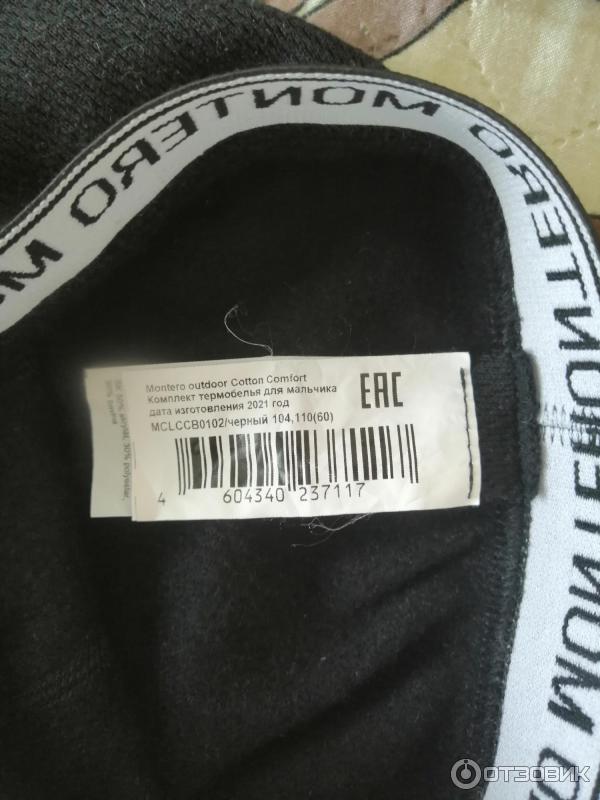 MONTERO MONTERO MONTERO
Montero outdoor Cotton Comfort
Комплект термобелья для мальчика
дата изготовления 2021 год
MCLCCB0102/черный 104,110(60)
EAC
4 604340 237117
ОТЗОВИК